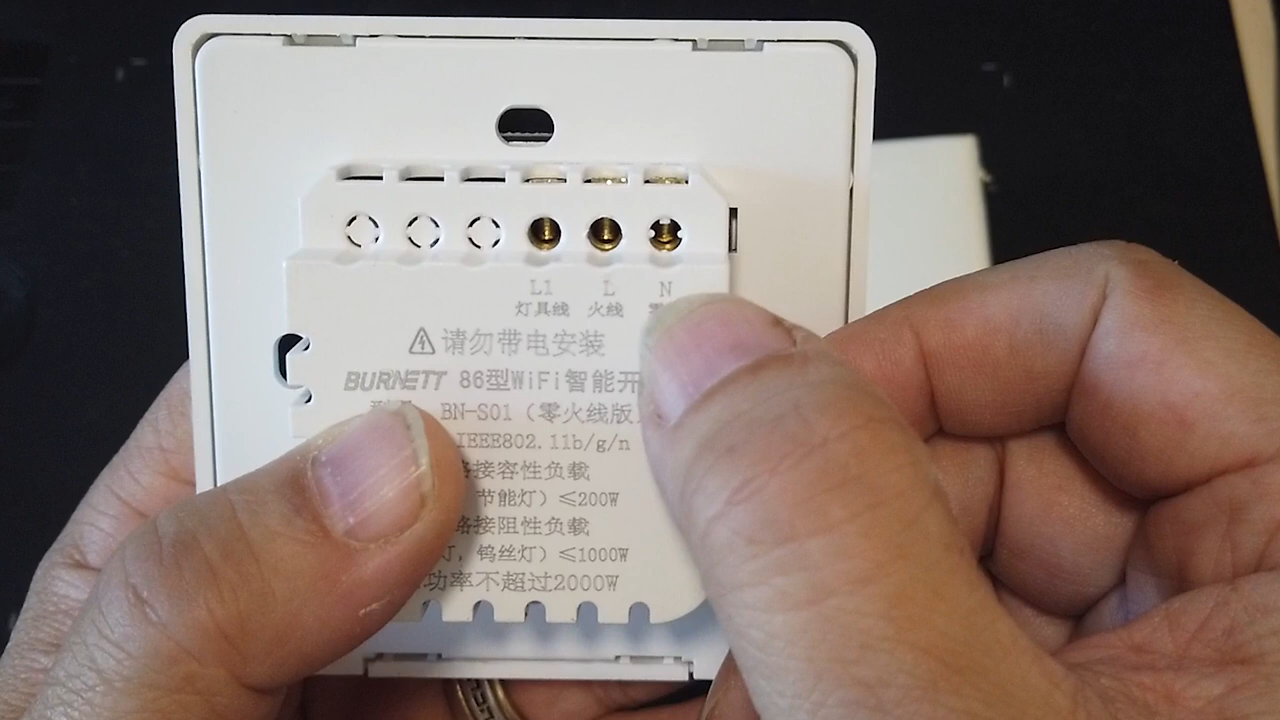 L1 L N
灯具线 火线
请勿带电安装
BURNETT 86型WiFi智能开
BN-S01（零火线版
IEEE802.11b/g/n
接容性负载
节能灯）≤200W
接阻性负载
灯，钨丝灯）≤1000W
功率不超过2000W